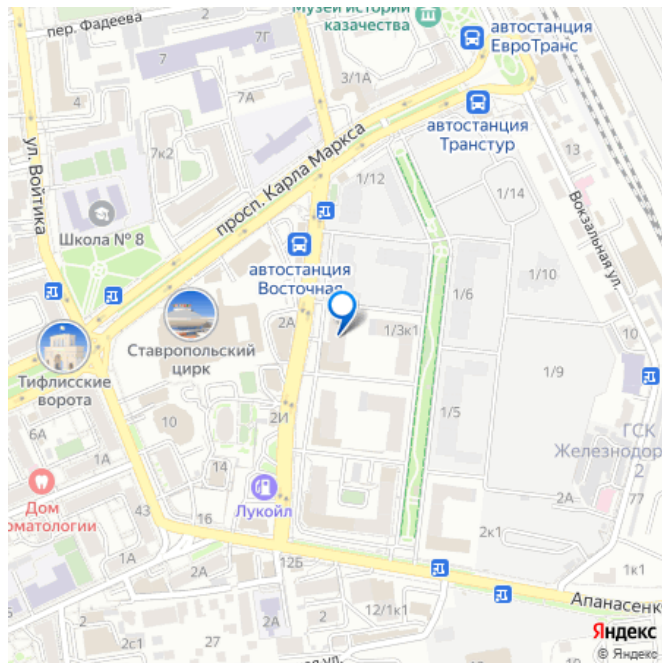 Музей истории
казачества
автостанция
ЕвроТранс
пер. Фадеева
2
7Г
7
3/1А
4
7А
автостанция
Транстур
ул. Войтика
7к2
просп. Карла Маркса
13
1/12
1/14
Вокзальная ул.
Школа № 8
автостанция
Восточная
1/10
1/6
2А
1/3к1
10
Ставропольский
цирк
Тифлисские
ворота
1/9
2И
10
1/5
6А
ГСК
Железнодор
2
1А
14
Дом
Лукойл
2А
77
43
16
2к1
12Б
1А
2А
1к1
2
12/1к1
2
Апанасенк
2с1
27
2
ная ул.
Яндекс
© Яндекс